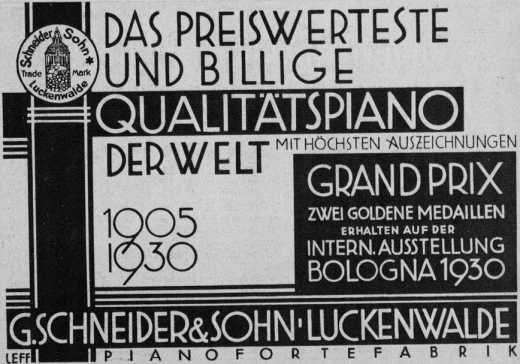 Schneider & Sohn
Trade Mark
Luckenwalde
DAS PREISWERTESTE
UND BILLIGE
QUALITÄTSPIANO
DER WELT MIT HÖCHSTEN AUSZEICHNUNGEN
1905
1930
GRAND PRIX
ZWEI GOLDENE MEDAILLEN
ERHALTEN AUF DER
INTERN. AUSSTELLUNG
BOLOGNA 1930
G.SCHNEIDER&SOHN·LUCKENWALDE
LEFF PIANOFORTEFABRIK